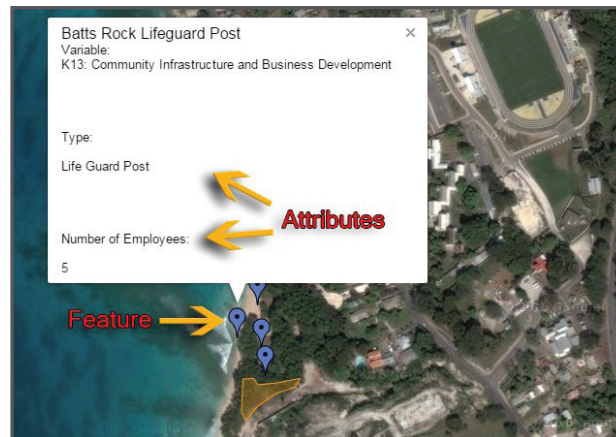 Batts Rock Lifeguard Post
Variable:
K13: Community Infrastructure and Business Development
Type:
Life Guard Post
Attributes
Number of Employees:
5
Feature